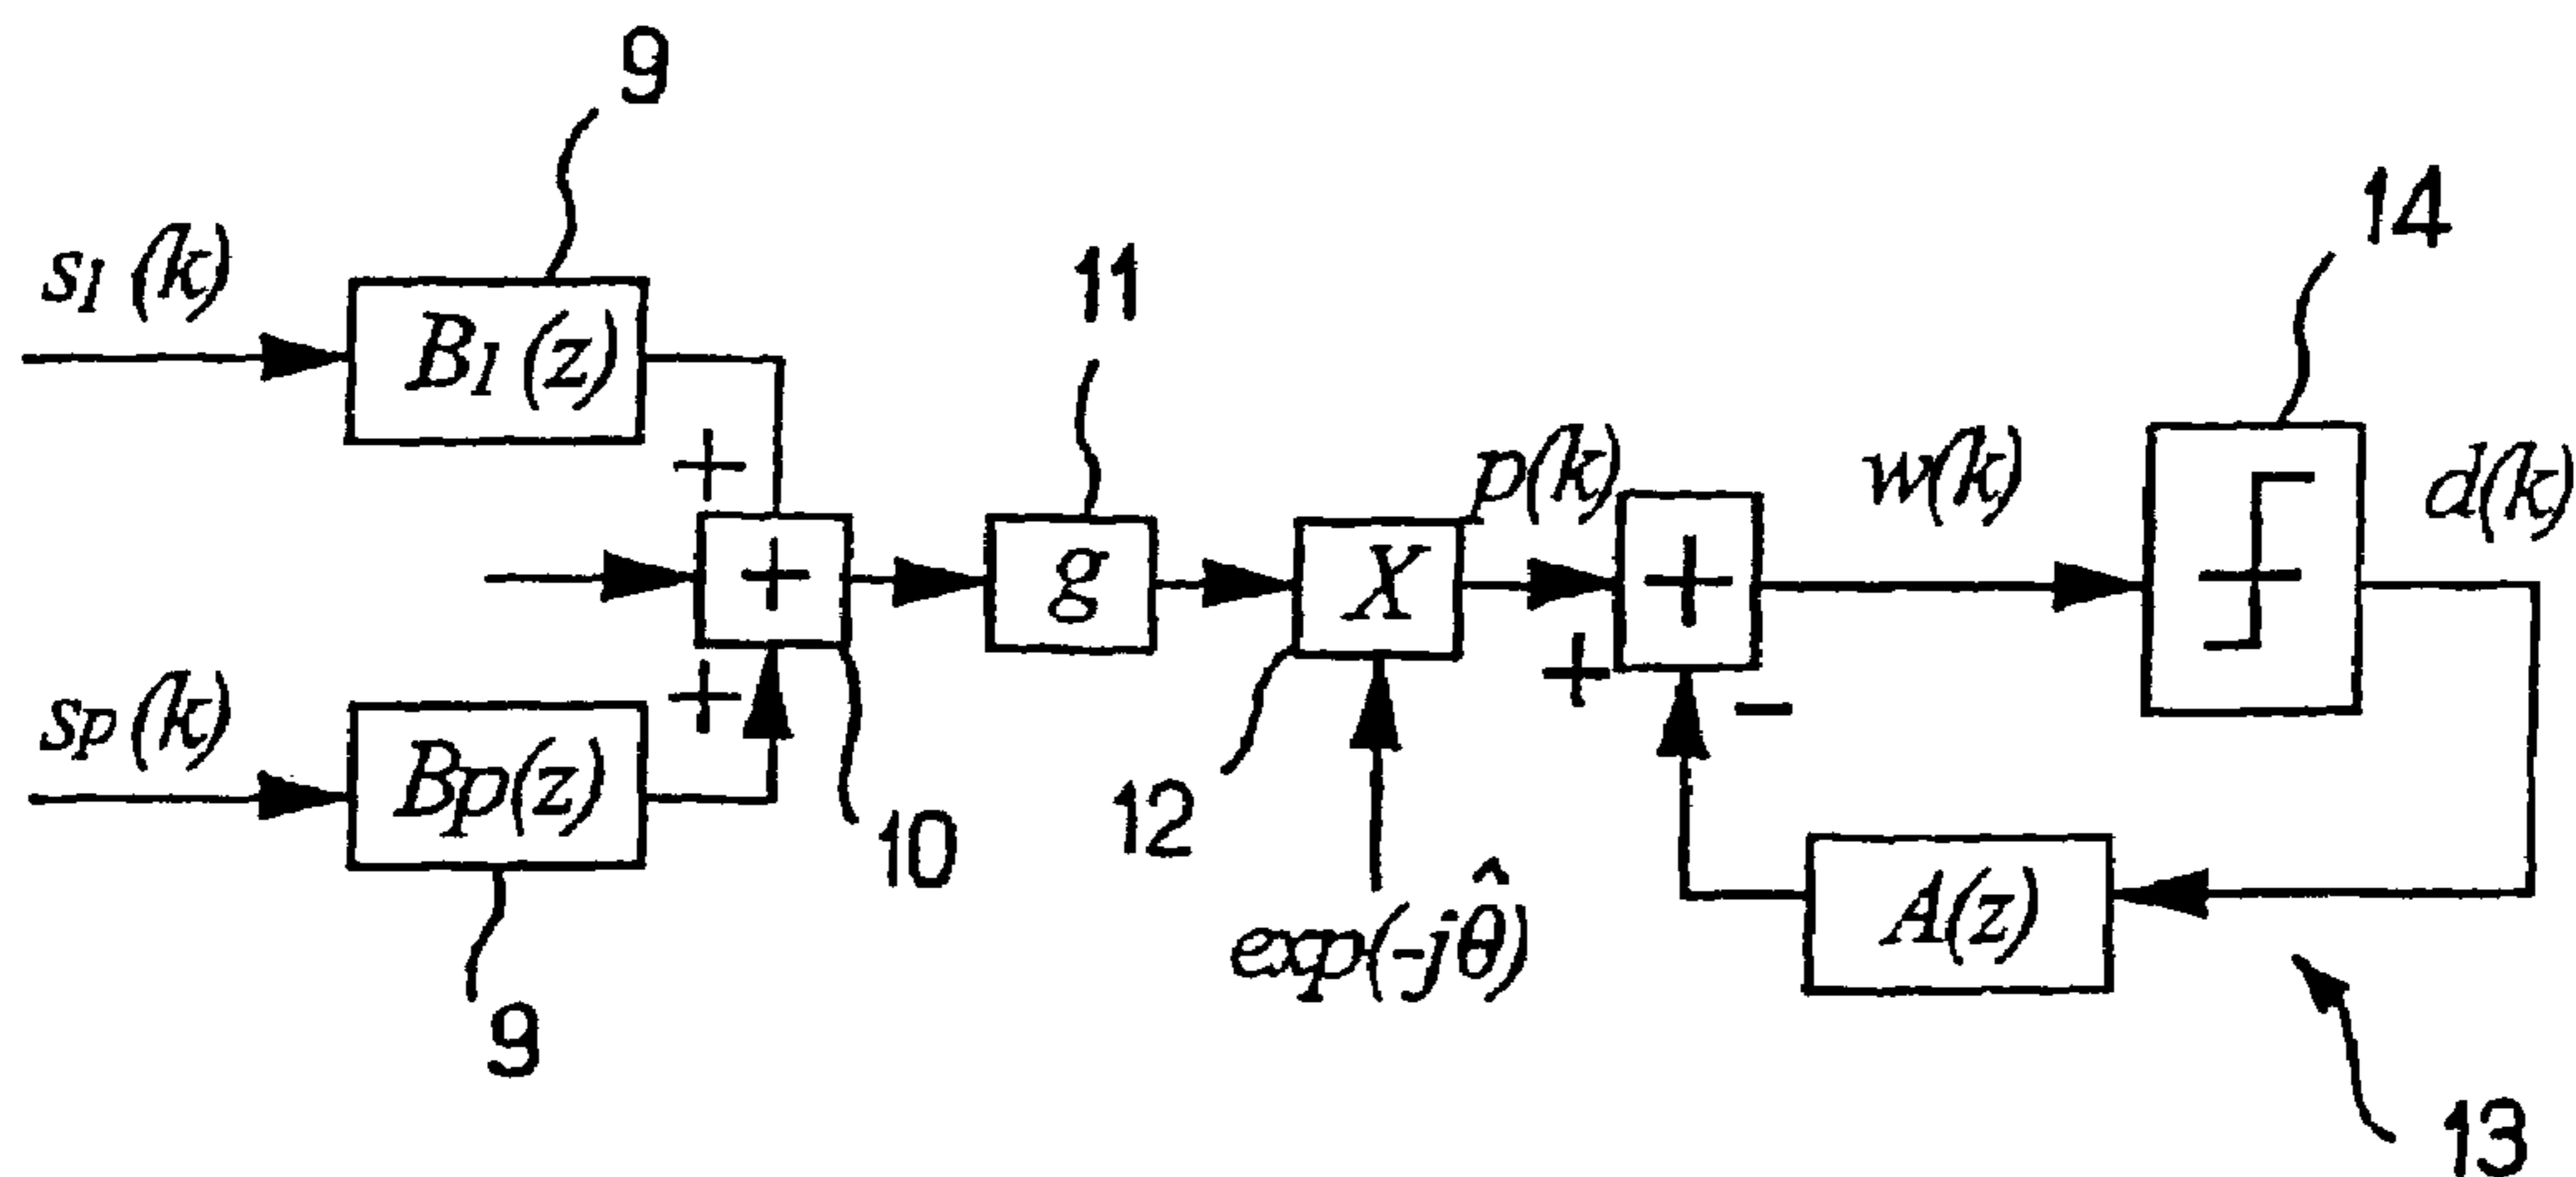 9
s₁ (k)
B₁ (z)
+
+
11
g
12
X
p(k)
+
+
-
w(k)
14
d(k)
sₚ (k)
Bₚ(z)
+
10
9
exp(-jθ̂)
A(z)
13